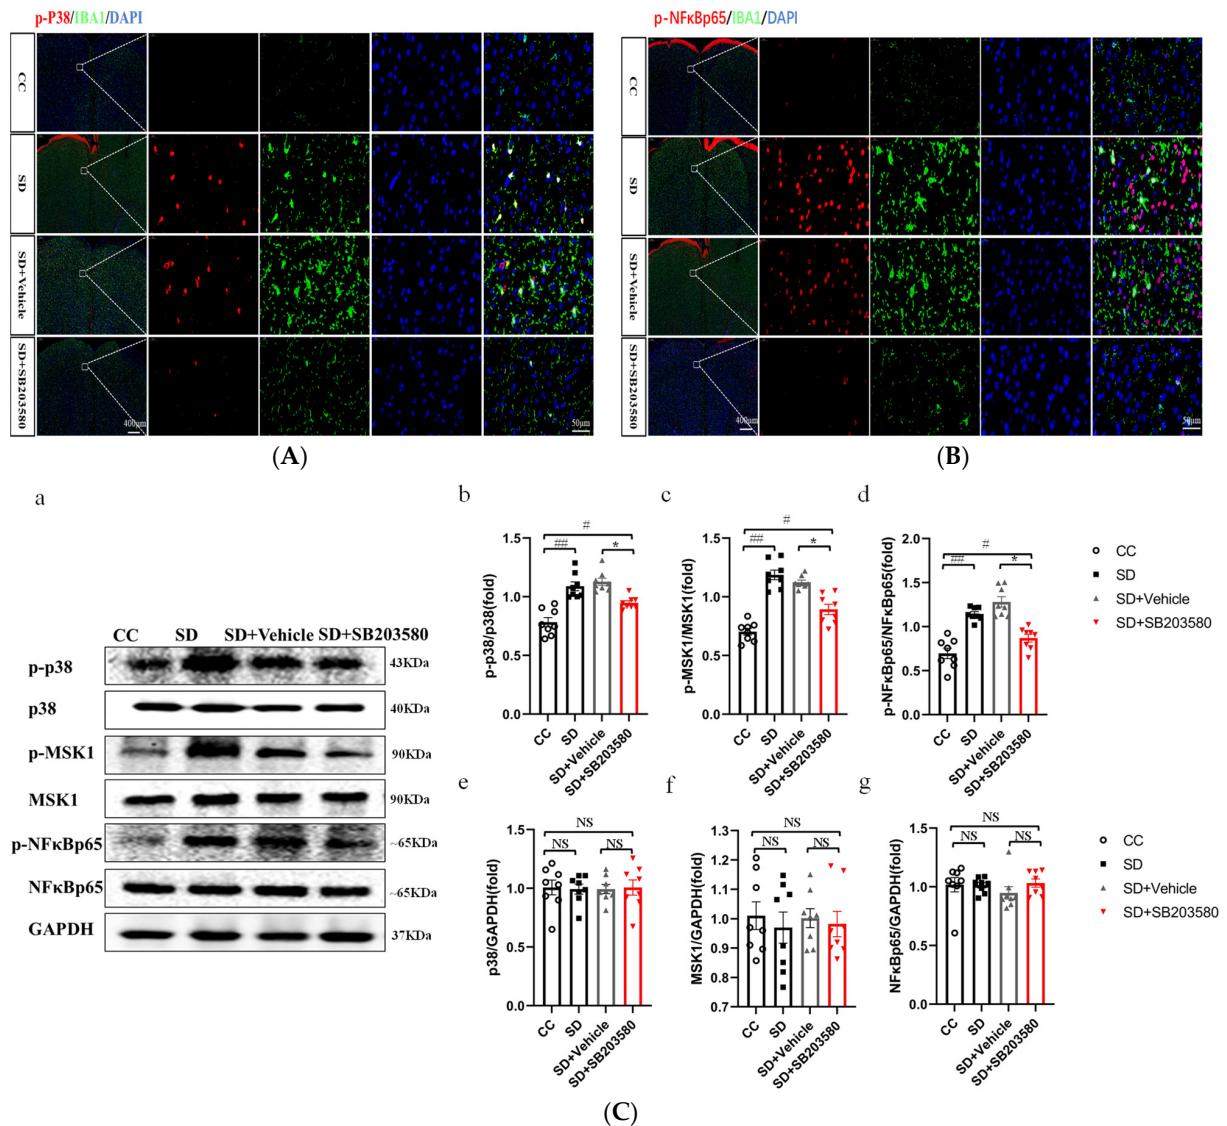 p-P38/IBA1/DAPI
CC
SD
SD+Vehicle
SD+SB203580
400μm
50μm
(A)
p-NFκBp65/IBA1/DAPI
CC
SD
SD+Vehicle
SD+SB203580
400μm
50μm
(B)
a
CC SD SD+Vehicle SD+SB203580
p-p38 43KDa
p38 40KDa
p-MSK1 90KDa
MSK1 90KDa
p-NFκBp65 ~65KDa
NFκBp65 ~65KDa
GAPDH 37KDa
b
p-p38/p38(fold)
1.5
1.0
0.5
0.0
#
##
*
CC
SD
SD+Vehicle
SD+SB203580
c
p-MSK1/MSK1(fold)
1.5
1.0
0.5
0.0
#
##
*
CC
SD
SD+Vehicle
SD+SB203580
d
p-NFκBp65/NFκBp65(fold)
2.0
1.5
1.0
0.5
0.0
#
##
*
CC
SD
SD+Vehicle
SD+SB203580
CC
SD
SD+Vehicle
SD+SB203580
e
p38/GAPDH(fold)
1.5
1.0
0.5
0.0
NS
NS NS
CC
SD
SD+Vehicle
SD+SB203580
f
MSK1/GAPDH(fold)
1.3
1.2
1.1
1.0
0.9
0.8
0.7
NS
NS NS
CC
SD
SD+Vehicle
SD+SB203580
g
NFκBp65/GAPDH(fold)
1.5
1.0
0.5
0.0
NS
NS NS
CC
SD
SD+Vehicle
SD+SB203580
CC
SD
SD+Vehicle
SD+SB203580
(C)